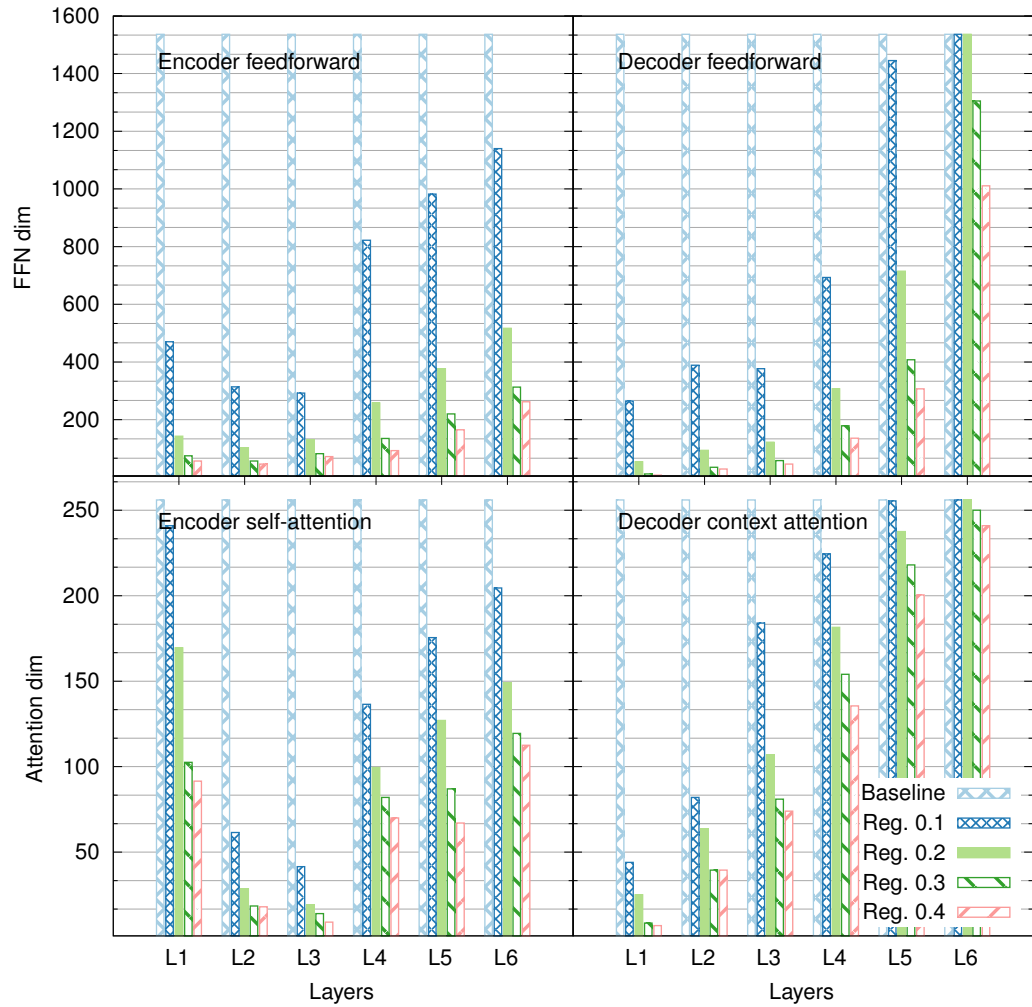 1600
1400
1200
1000
800
600
400
200
FFN dim
Encoder feedforward
Decoder feedforward
250
200
150
100
50
Attention dim
Encoder self-attention
Decoder context attention
Baseline
Reg. 0.1
Reg. 0.2
Reg. 0.3
Reg. 0.4
L1 L2 L3 L4 L5 L6
L1 L2 L3 L4 L5 L6
Layers
Layers